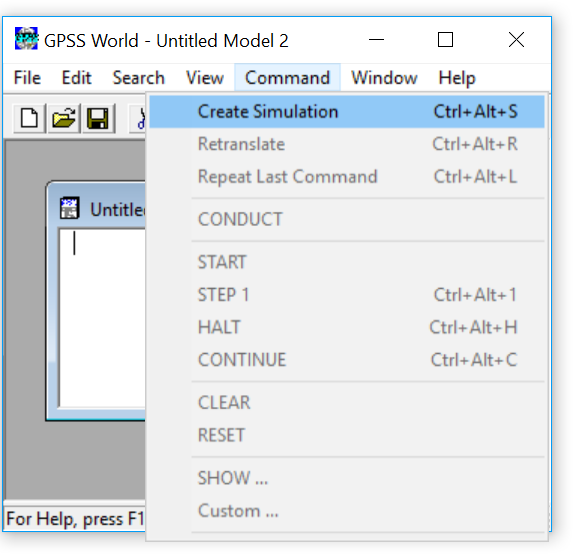 GPSS World - Untitled Model 2
File Edit Search View Command Window Help
Create Simulation Ctrl+Alt+S
Retranslate Ctrl+Alt+R
Repeat Last Command Ctrl+Alt+L
Untitle
CONDUCT
START
STEP 1 Ctrl+Alt+1
HALT Ctrl+Alt+H
CONTINUE Ctrl+Alt+C
CLEAR
RESET
SHOW ...
Custom ...
For Help, press F1